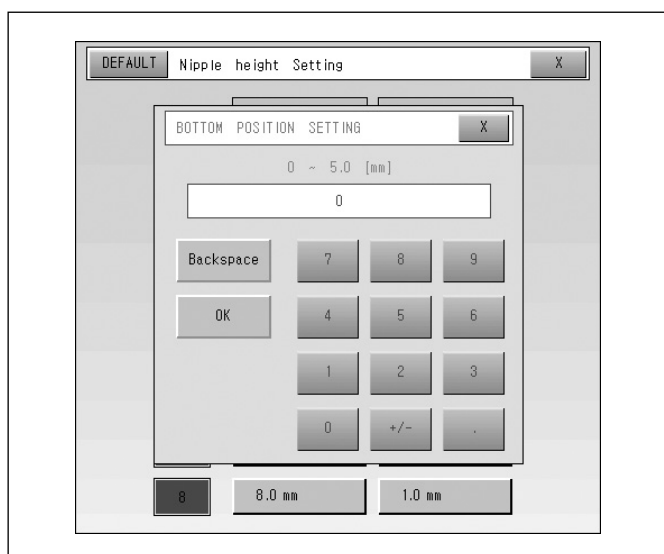 DEFAULT Nipple height Setting X
BOTTOM POSITION SETTING X
0 ~ 5.0 [mm]
0
Backspace 7 8 9
OK 4 5 6
1 2 3
0 +/- .
8 8.0 mm 1.0 mm